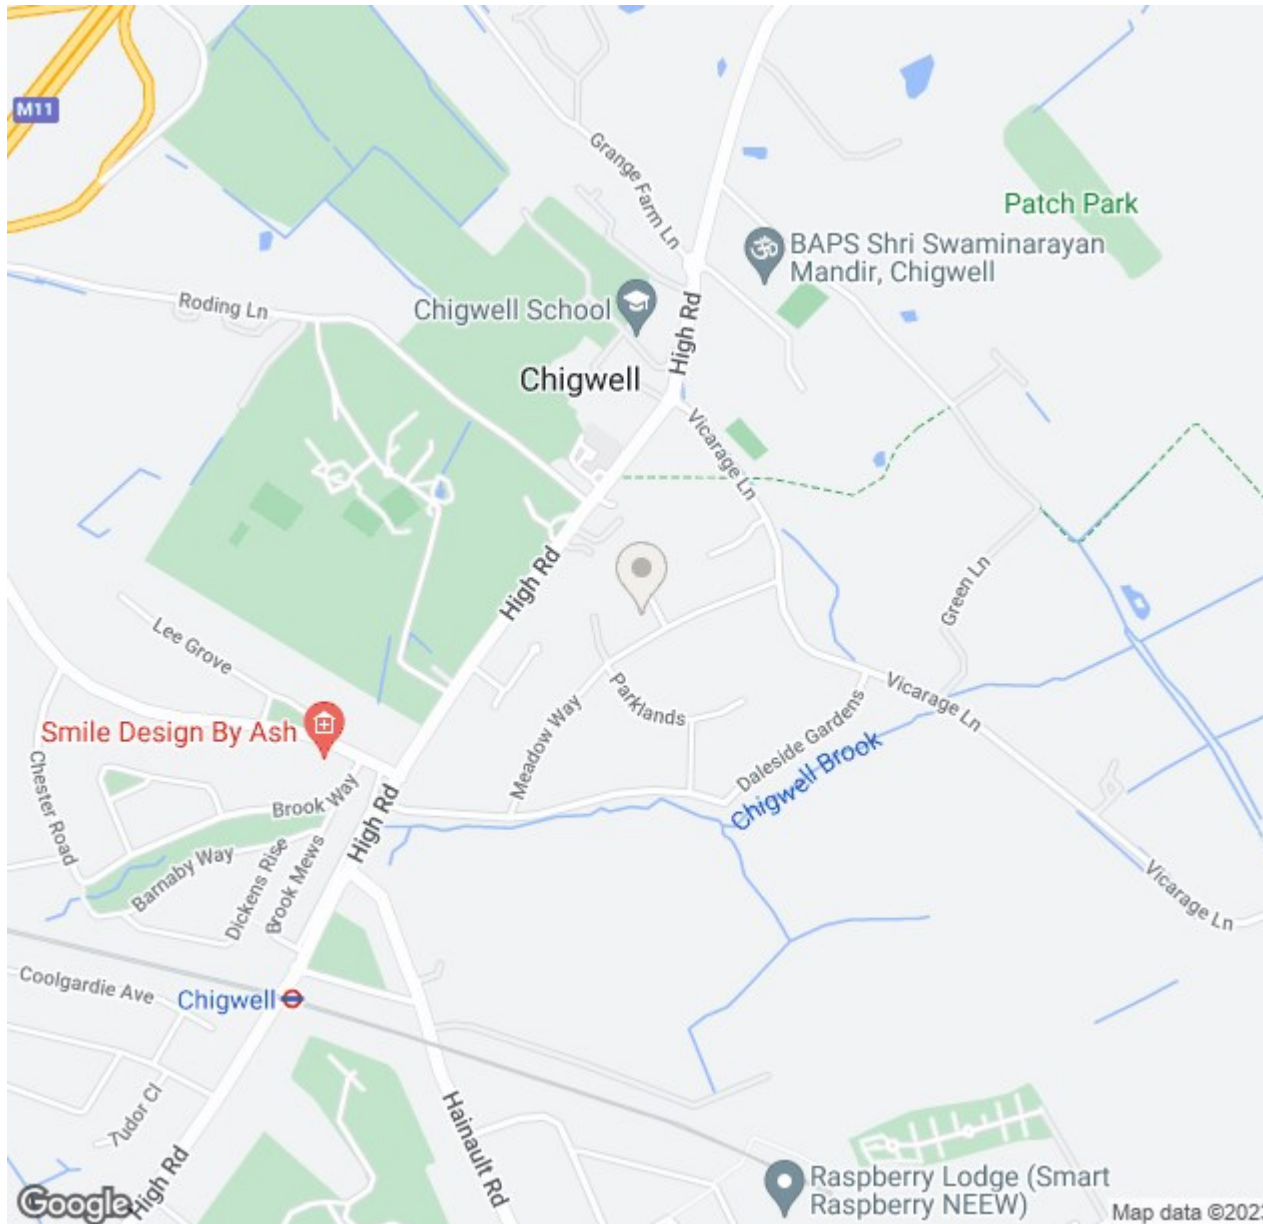 M11
Grange Farm Ln
Patch Park
BAPS Shri Swaminarayan
Mandir, Chigwell
Roding Ln
Chigwell School
High Rd
Chigwell
Vicarage Ln
High Rd
Green Ln
Lee Grove
Parklands
Vicarage Ln
Smile Design By Ash
Meadow Way
Daleside Gardens
Chigwell Brook
Chester Road
Brook Way
High Rd
Barnaby Way
Dickens Rise
Brook Mews
Vicarage Ln
Coolgardie Ave
Chigwell
Tudor Cl
Hainault Rd
High Rd
Raspberry Lodge (Smart
Raspberry NEEW)
Google
Map data ©202